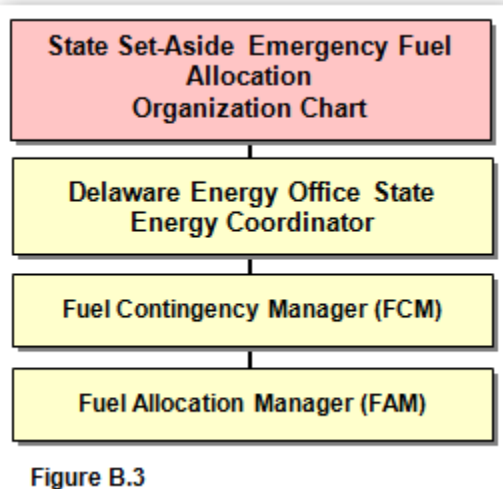 State Set-Aside Emergency Fuel
Allocation
Organization Chart
Delaware Energy Office State
Energy Coordinator
Fuel Contingency Manager (FCM)
Fuel Allocation Manager (FAM)
Figure B.3